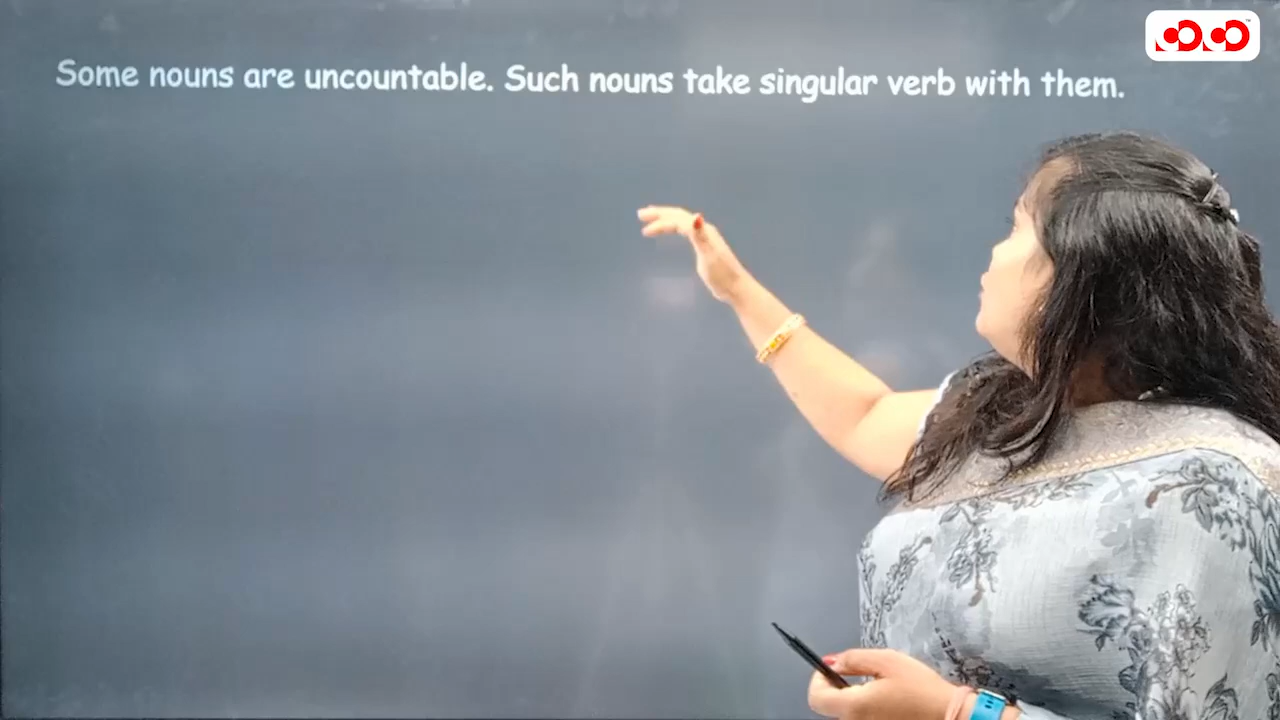 Some nouns are uncountable. Such nouns take singular verb with them.